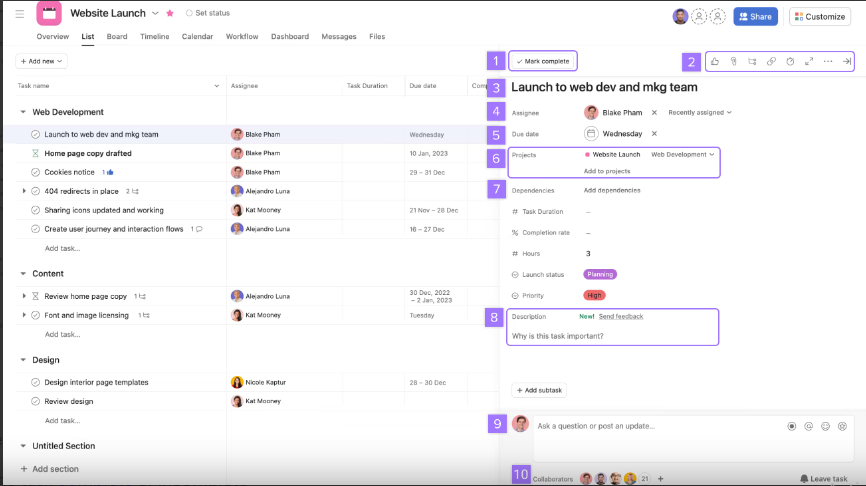 Website Launch
Set status
Share
Customize
Overview List Board Timeline Calendar Workflow Dashboard Messages Files
+ Add new
Task name Assignee Task Duration Due date
Web Development
Launch to web dev and mkg team Blake Pham Wednesday
Home page copy drafted Blake Pham 10 Jan, 2023
Cookies notice 1 Blake Pham 29 – 31 Dec
404 redirects in place 2 Alejandro Luna
Sharing icons updated and working Kat Mooney 21 Nov – 28 Dec
Create user journey and interaction flows 1 Alejandro Luna 16 – 27 Dec
Add task...
Content
Review home page copy 1 Alejandro Luna 30 Dec, 2022
– 2 Jan, 2023
Font and image licensing 1 Kat Mooney Tuesday
Add task...
Design
Design interior page templates Nicole Kaptur 28 – 30 Dec
Review design Kat Mooney
Add task...
Untitled Section
+ Add section
1 Mark complete
2
3 Launch to web dev and mkg team
4 Assignee Blake Pham Recently assigned
5 Due date Wednesday
6 Projects Website Launch Web Development
Add to projects
7 Dependencies Add dependencies
# Task Duration –
% Completion rate –
# Hours 3
Launch status Planning
Priority High
8 Description New! Send feedback
Why is this task important?
+ Add subtask
9 Ask a question or post an update...
10 Collaborators 21 + Leave task